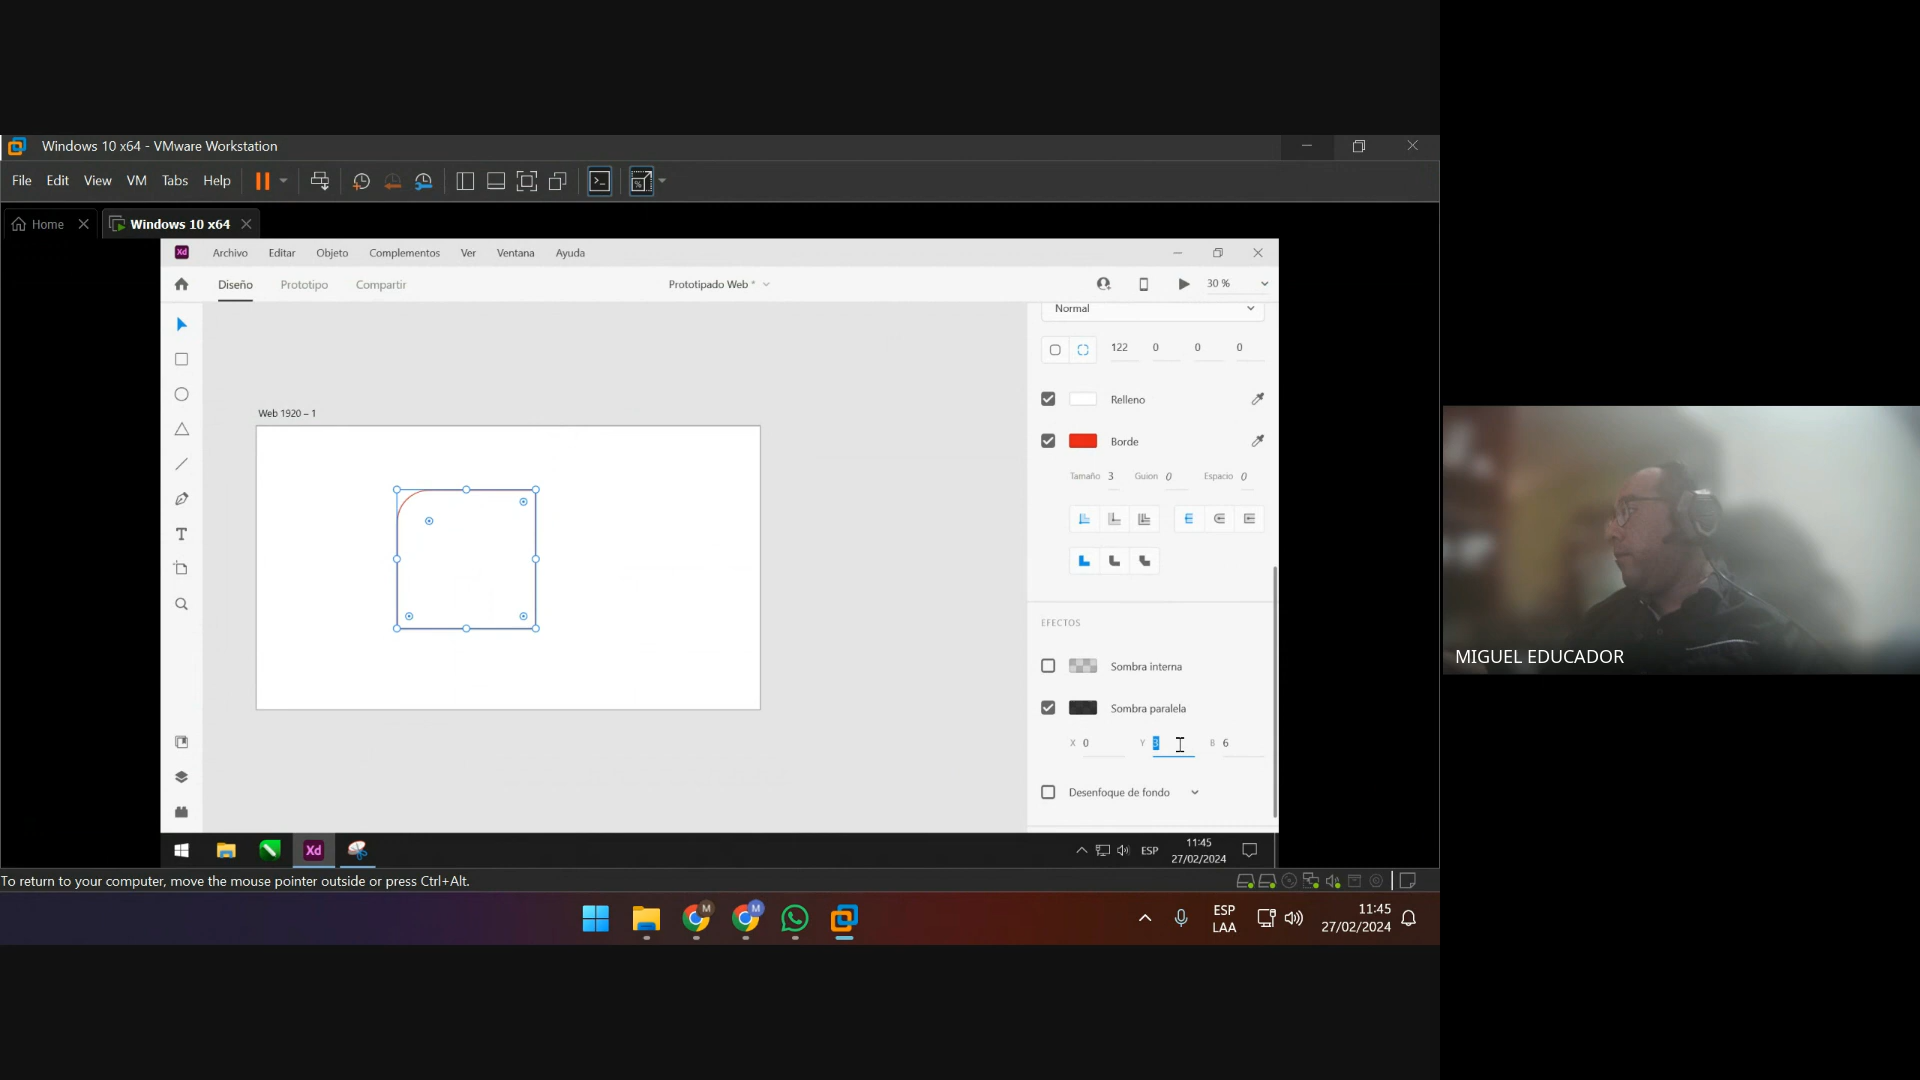 Windows 10 x64 - VMware Workstation
File Edit View VM Tabs Help
Home
Windows 10 x64
Xd Archivo Editar Objeto Complementos Ver Ventana Ayuda
Diseño Prototipo Compartir
Prototipado Web *
30 %
Normal
122 0 0 0
Relleno
Borde
Tamaño 3 Guion 0 Espacio 0
Web 1920 – 1
EFECTOS
Sombra interna
Sombra paralela
X 0 Y 3 B 6
Desenfoque de fondo
Xd
ESP
11:45
27/02/2024
To return to your computer, move the mouse pointer outside or press Ctrl+Alt.
M
M
ESP
LAA
11:45
27/02/2024
MIGUEL EDUCADOR